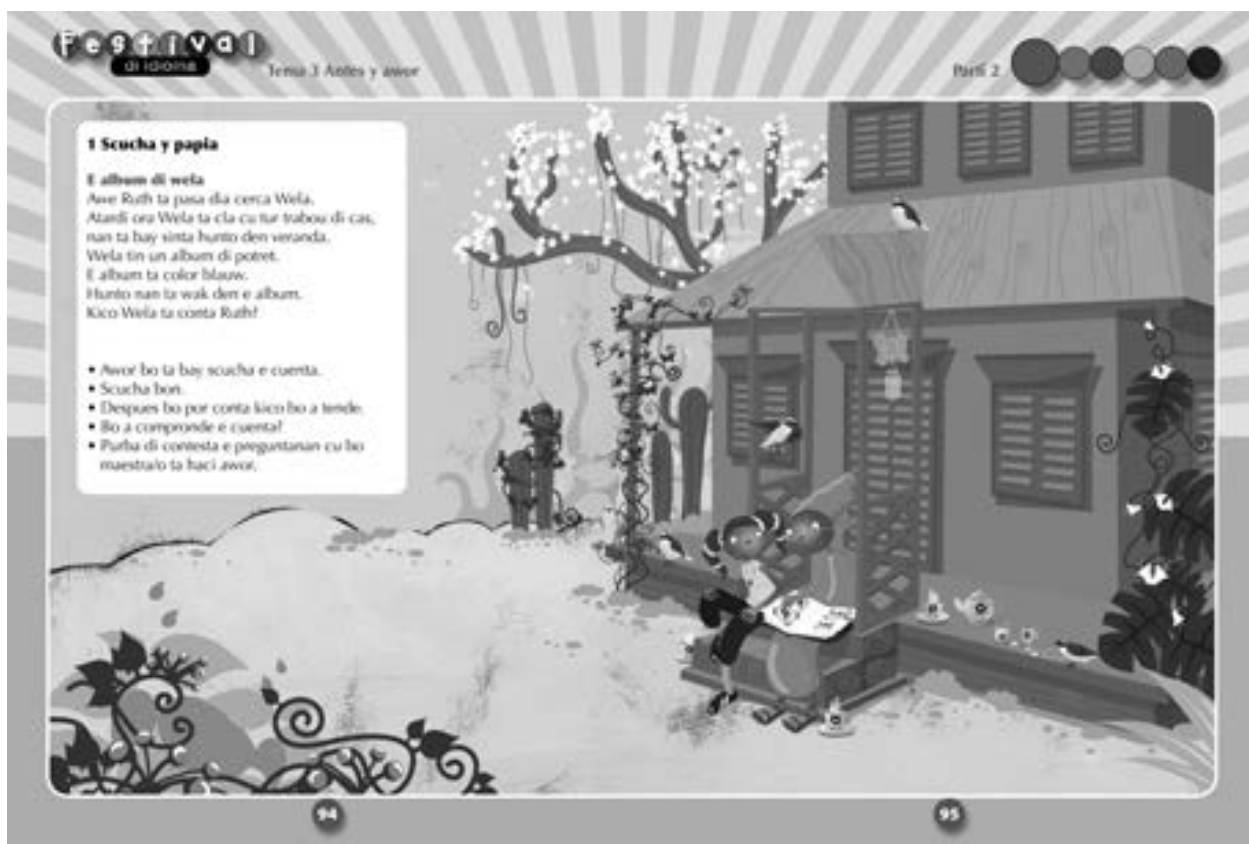 Festival
di idioma
Tema 3 Antes y awor
Parti 2
1 Scucha y papia
E album di wela
Awe Ruth ta pasa dia cerca Wela.
Atardi ora Wela ta cla cu tur trabou di cas,
nan ta bay sinta hunto den veranda.
Wela tin un album di potret.
E album ta color blauw.
Hunto nan ta wak den e album.
Kico Wela ta conta Ruth?
• Awor bo ta bay scucha e cuenta.
• Scucha bon.
• Despues bo por conta kico bo a tende.
• Bo a compronde e cuenta?
• Purba di contesta e preguntanan cu bo
maestra/o ta haci awor.
94
95